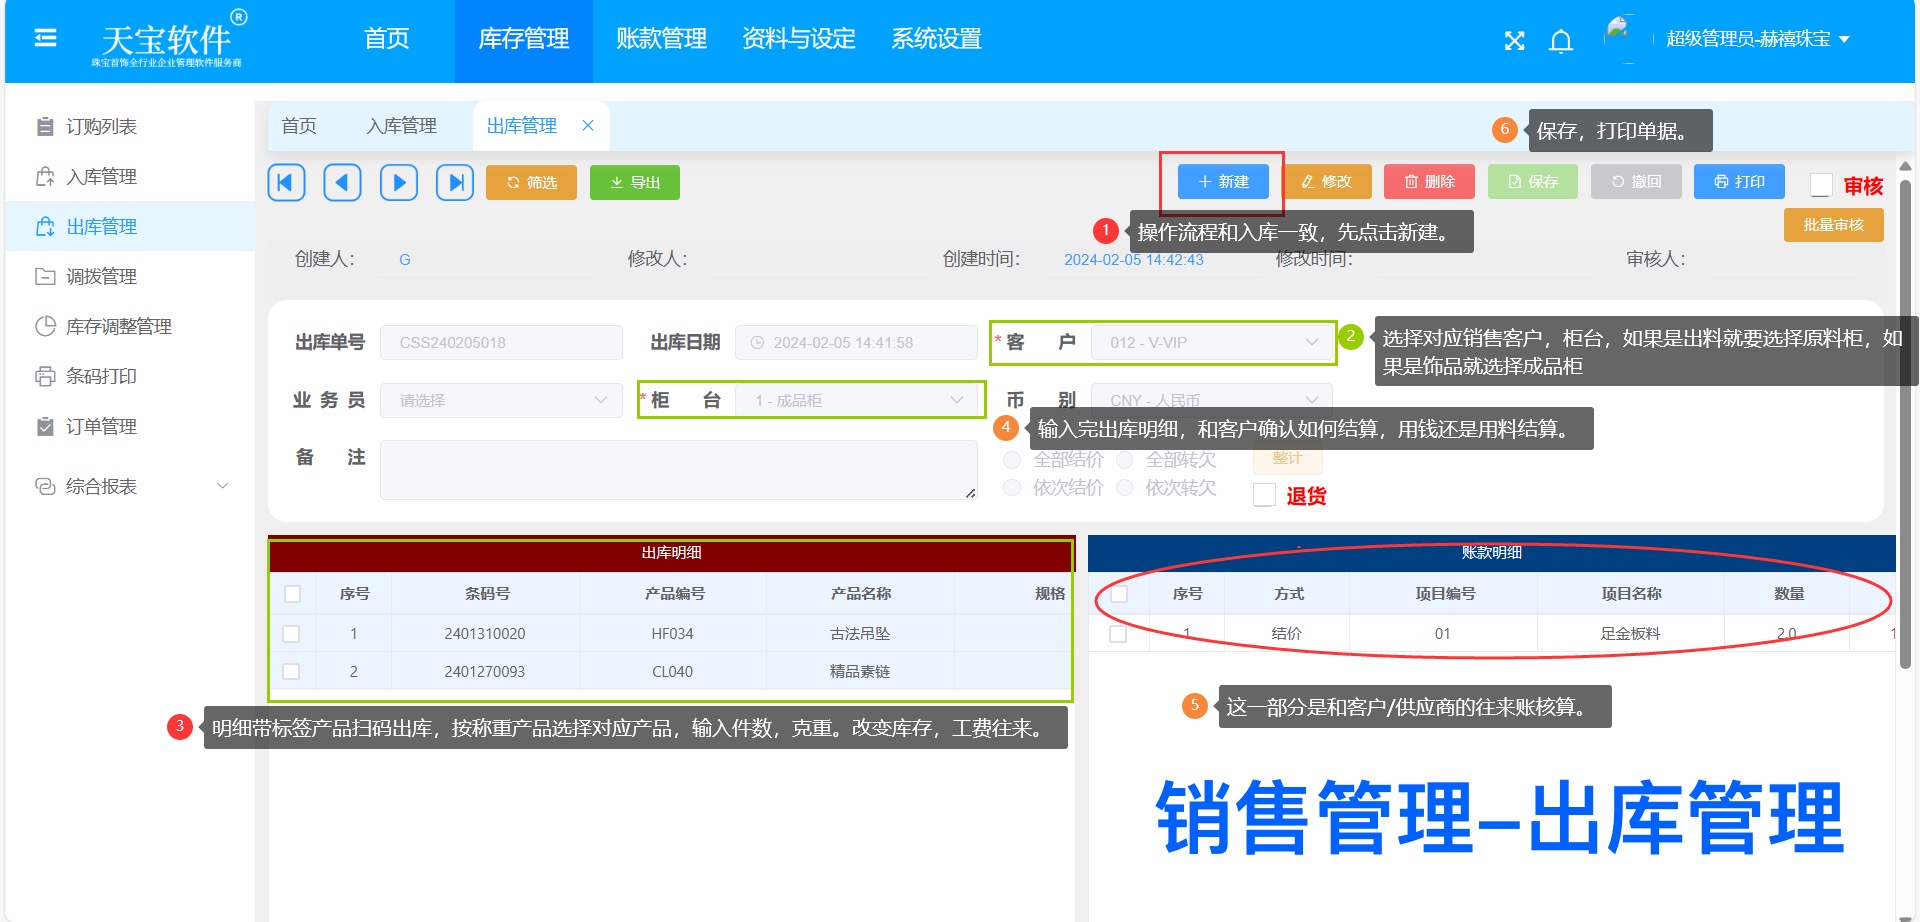 天宝软件®
珠宝首饰全行业企业管理软件服务商
首页
库存管理
账款管理
资料与设定
系统设置
超级管理员-赫禧珠宝
订购列表
入库管理
出库管理
调拨管理
库存调整管理
条码打印
订单管理
综合报表
首页
入库管理
出库管理
6 保存，打印单据。
筛选
导出
新建
修改
删除
保存
撤回
打印
审核
批量审核
1 操作流程和入库一致，先点击新建。
创建人： G
修改人：
创建时间： 2024-02-05 14:42:43
修改时间：
审核人：
出库单号 CSS240205018
出库日期 2024-02-05 14:41:58
* 客 户 012 - V-VIP
2 选择对应销售客户，柜台，如果是出料就要选择原料柜，如
果是饰品就选择成品柜
业 务 员 请选择
* 柜 台 1 - 成品柜
币 别 CNY - 人民币
4 输入完出库明细，和客户确认如何结算，用钱还是用料结算。
备 注
全部结价 全部转欠 整计
依次结价 依次转欠 退货
出库明细
序号 条码号 产品编号 产品名称 规格
1 2401310020 HF034 古法吊坠
2 2401270093 CL040 精品素链
账款明细
序号 方式 项目编号 项目名称 数量
1 结价 01 足金板料 2.0 1
5 这一部分是和客户/供应商的往来账核算。
3 明细带标签产品扫码出库，按称重产品选择对应产品，输入件数，克重。改变库存，工费往来。
销售管理–出库管理